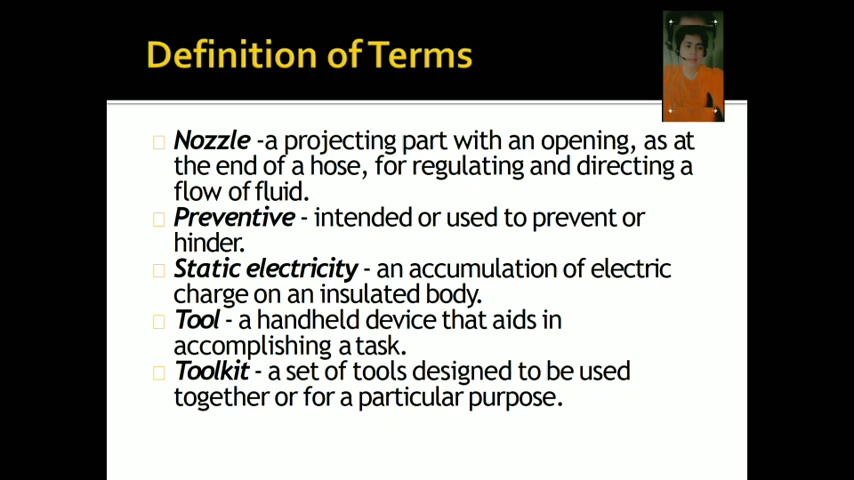 Definition of Terms
Nozzle -a projecting part with an opening, as at
the end of a hose, for regulating and directing a
flow of fluid.
Preventive - intended or used to prevent or
hinder.
Static electricity - an accumulation of electric
charge on an insulated body.
Tool - a handheld device that aids in
accomplishing a task.
Toolkit - a set of tools designed to be used
together or for a particular purpose.